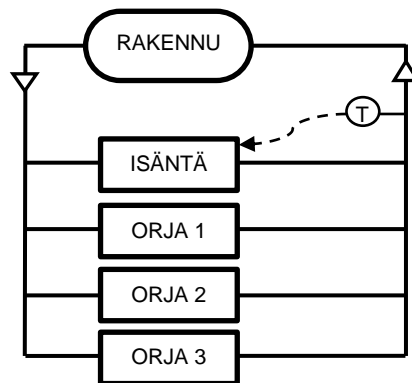 RAKENNU
T
ISÄNTÄ
ORJA 1
ORJA 2
ORJA 3